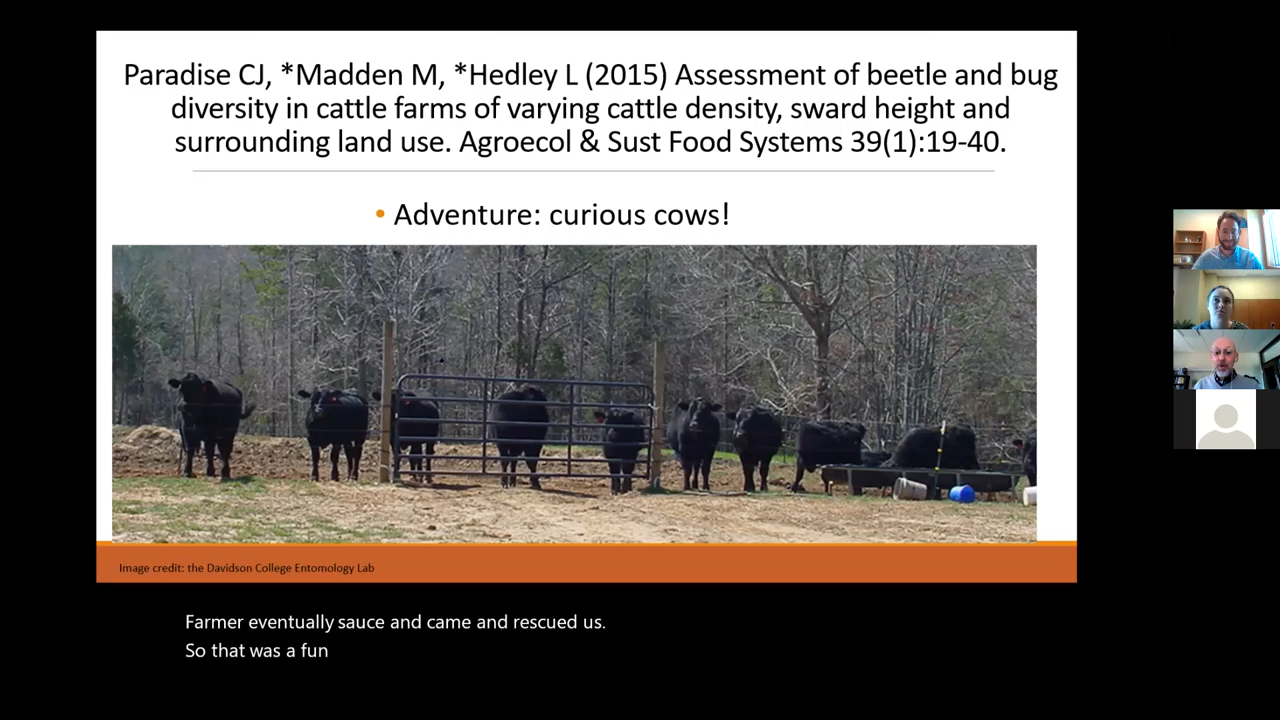 Paradise CJ, *Madden M, *Hedley L (2015) Assessment of beetle and bug
diversity in cattle farms of varying cattle density, sward height and
surrounding land use. Agroecol & Sust Food Systems 39(1):19-40.
• Adventure: curious cows!
Image credit: the Davidson College Entomology Lab
Farmer eventually sauce and came and rescued us.
So that was a fun